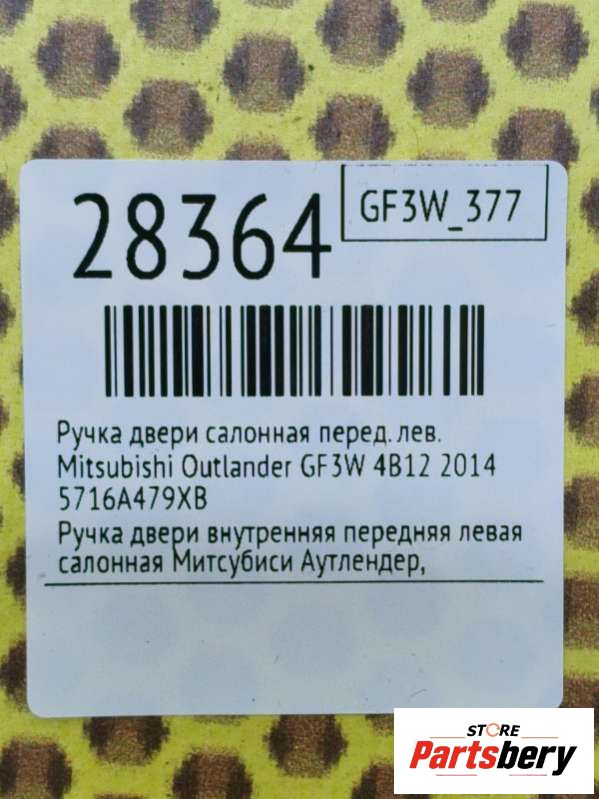 28364
GF3W_377
Ручка двери салонная перед. лев.
Mitsubishi Outlander GF3W 4B12 2014
5716A479XB
Ручка двери внутренняя передняя левая
салонная Митсубиси Аутлендер,
STORE
Partsbery